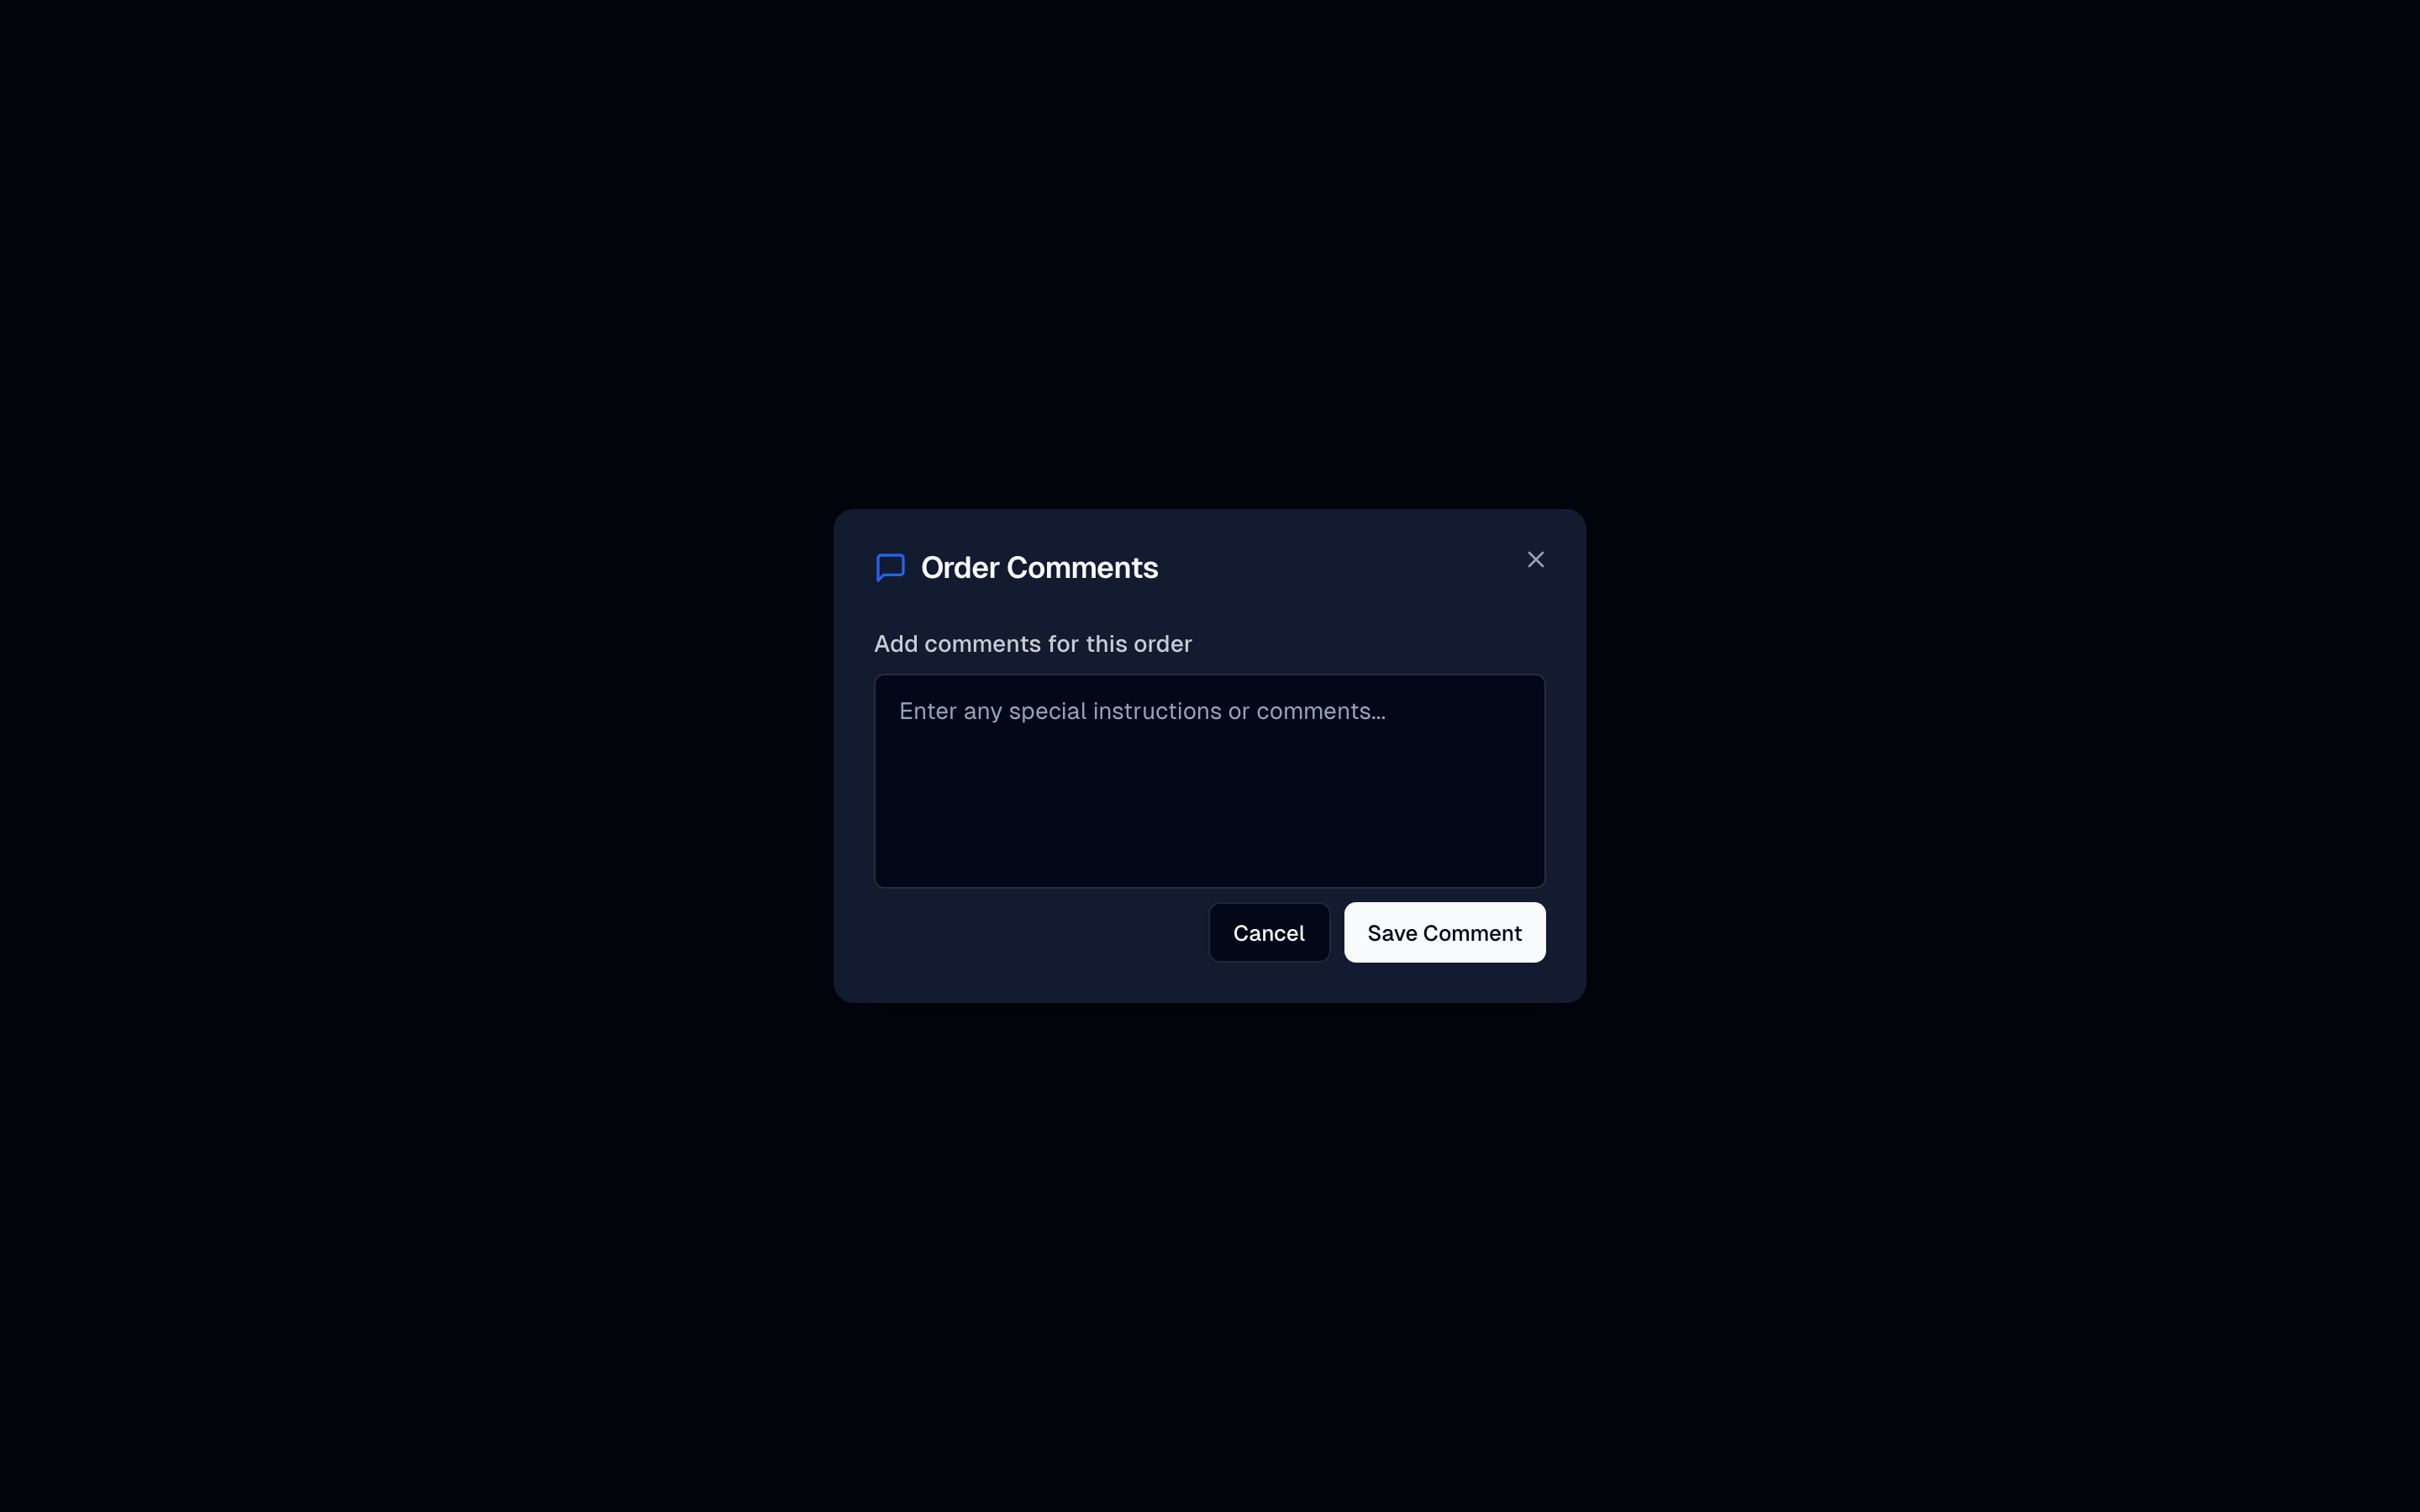 Order Comments
Add comments for this order
Enter any special instructions or comments...
Cancel
Save Comment